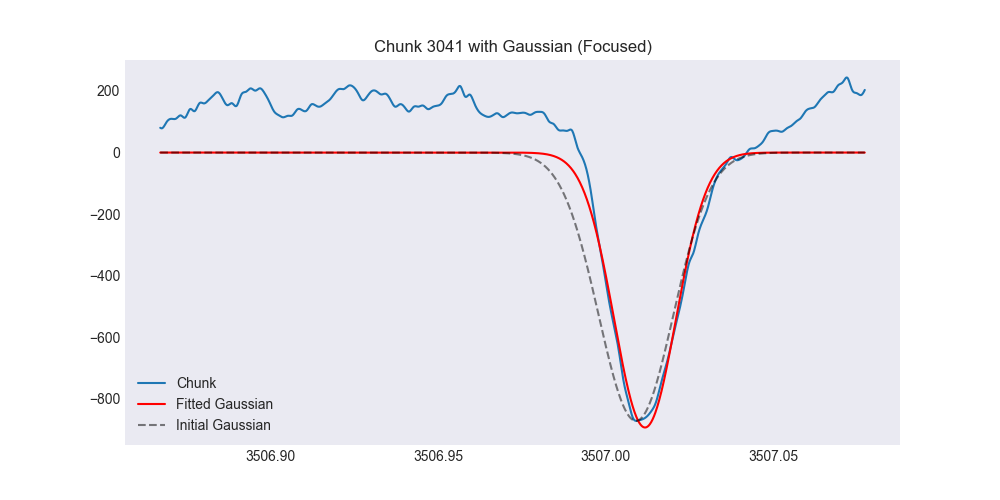 Chunk 3041 with Gaussian (Focused)
200
0
−200
−400
−600
−800
Chunk
Fitted Gaussian
Initial Gaussian
3506.90 3506.95 3507.00 3507.05